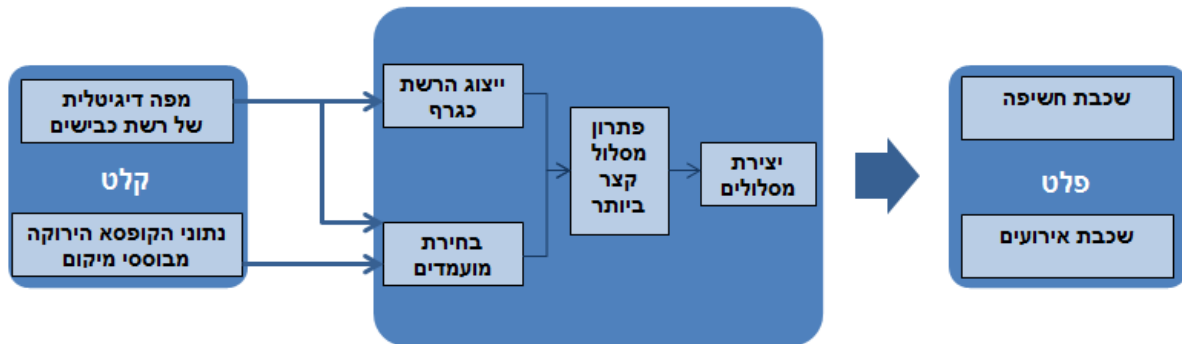 מפה דיגיטלית
של רשת כבישים
קלט
נתוני הקופסא הירוקה
מבוססי מיקום
ייצוג הרשת
כגרף
בחירת
מועמדים
פתרון
מסלול
קצר
ביותר
יצירת
מסלולים
שכבת חשיפה
פלט
שכבת אירועים